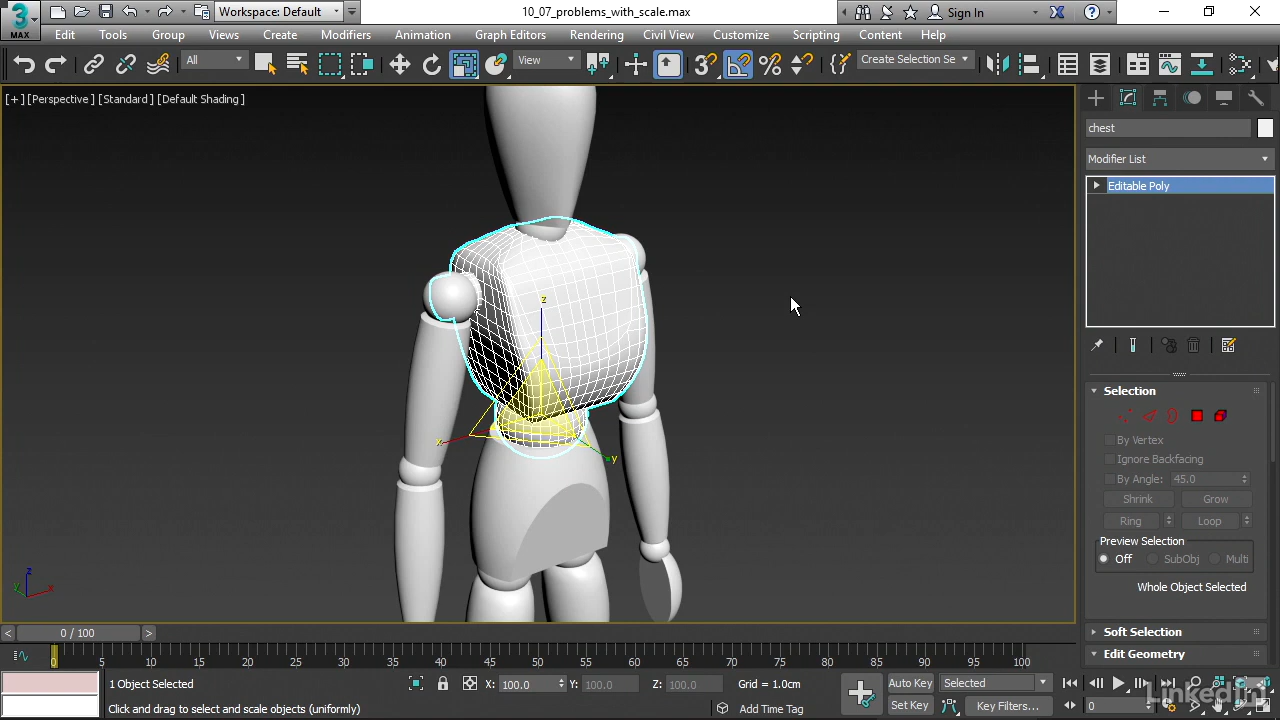 3
MAX
Workspace: Default
10_07_problems_with_scale.max
Sign In
Edit Tools Group Views Create Modifiers Animation Graph Editors Rendering Civil View Customize Scripting Content Help
All View 3 % Create Selection Se
[+] [Perspective] [Standard] [Default Shading]
chest
Modifier List
Editable Poly
z
x
y
Selection
By Vertex
Ignore Backfacing
By Angle: 45.0
Shrink Grow
Ring Loop
Preview Selection
Off SubObj Multi
Whole Object Selected
z
y x
Soft Selection
Edit Geometry
< 0 / 100 >
0 5 10 15 20 25 30 35 40 45 50 55 60 65 70 75 80 85 90 95 100
1 Object Selected X: 100.0 Y: 100.0 Z: 100.0 Grid = 1.0cm Auto Key Selected
Click and drag to select and scale objects (uniformly) Add Time Tag Set Key Key Filters... 0
LinkedIn